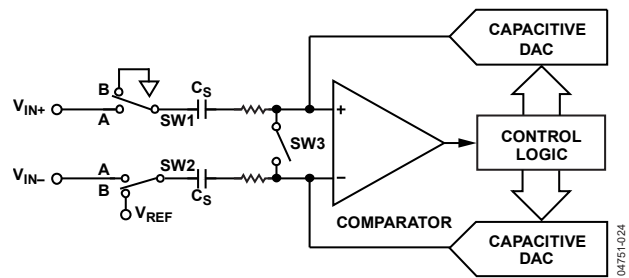 CAPACITIVE
DAC
B
C_S
V_IN+
A
SW1
+
SW3
CONTROL
LOGIC
V_IN–
A
SW2
–
B
C_S
V_REF
COMPARATOR
CAPACITIVE
DAC
04751-024